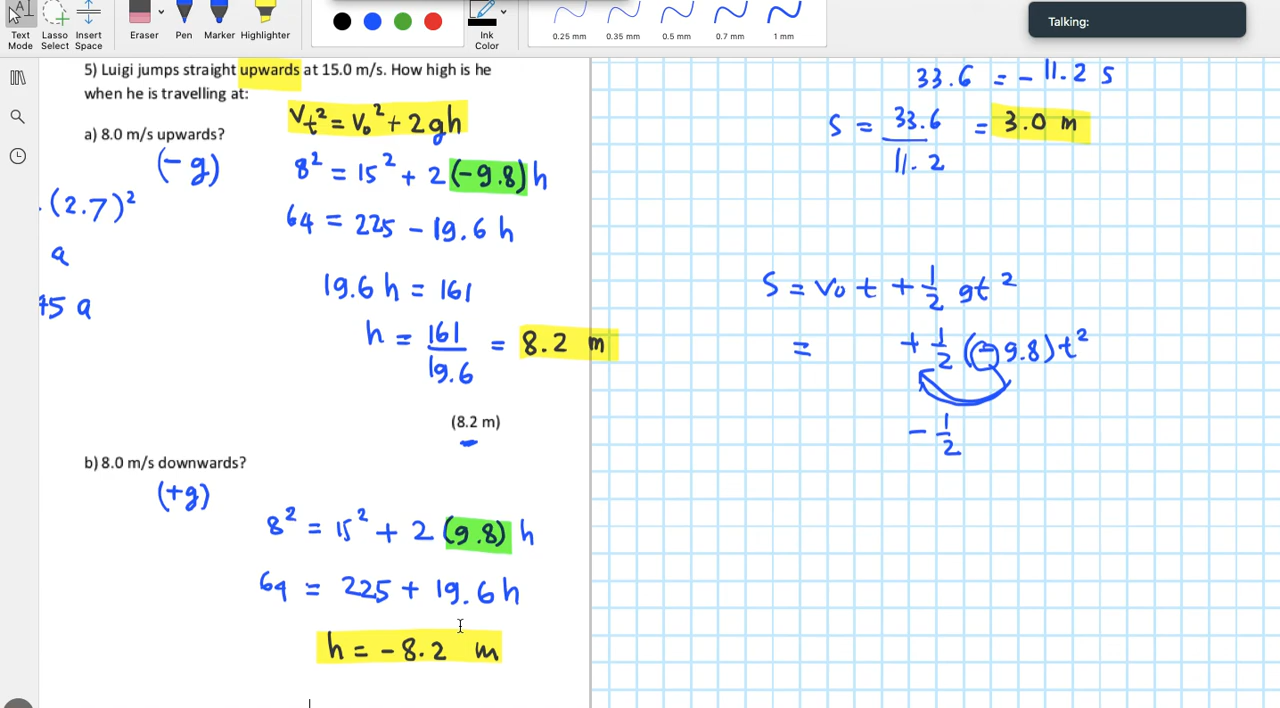 Text Mode
Lasso Select
Insert Space
Eraser
Pen
Marker
Highlighter
Ink Color
0.25 mm
0.35 mm
0.5 mm
0.7 mm
1 mm
Talking:
5) Luigi jumps straight upwards at 15.0 m/s. How high is he
when he is travelling at:
Vt² = V₀² + 2gh
a) 8.0 m/s upwards?
(-g)
8² = 15² + 2(-9.8)h
.(2.7)²
64 = 225 - 19.6 h
a
19.6 h = 161
75 a
h = 161/19.6 = 8.2 m
(8.2 m)
b) 8.0 m/s downwards?
(+g)
8² = 15² + 2 (9.8) h
64 = 225 + 19.6 h
h = -8.2 m
33.6 = -11.2 s
s = 33.6/11.2 = 3.0 m
s = v₀ t + 1/2 gt²
= + 1/2 (-9.8)t²
- 1/2